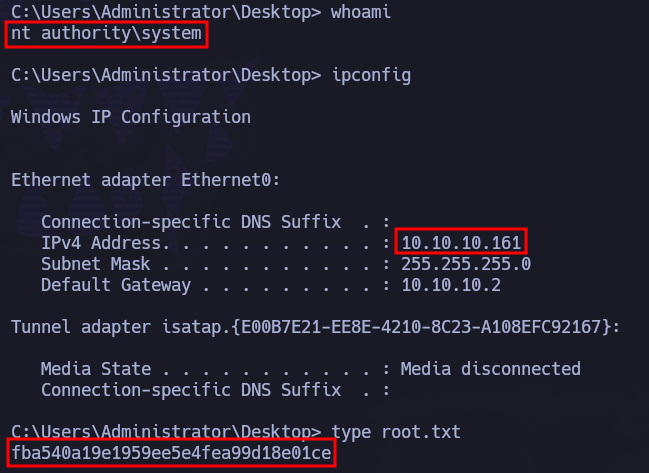 C:\Users\Administrator\Desktop> whoami
nt authority\system
C:\Users\Administrator\Desktop> ipconfig
Windows IP Configuration
Ethernet adapter Ethernet0:
Connection-specific DNS Suffix  . :
IPv4 Address. . . . . . . . . . . : 10.10.10.161
Subnet Mask . . . . . . . . . . . : 255.255.255.0
Default Gateway . . . . . . . . . : 10.10.10.2
Tunnel adapter isatap.{E00B7E21-EE8E-4210-8C23-A108EFC92167}:
Media State . . . . . . . . . . . : Media disconnected
Connection-specific DNS Suffix  . :
C:\Users\Administrator\Desktop> type root.txt
fba540a19e1959ee5e4fea99d18e01ce